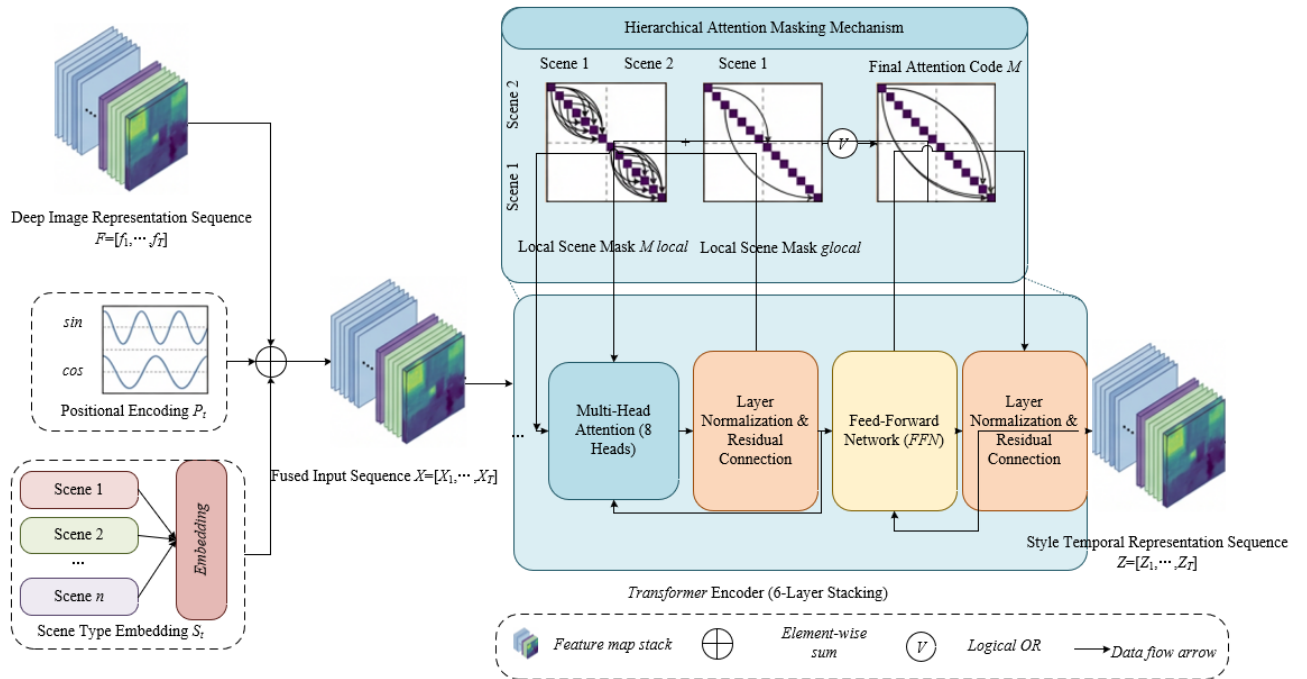 Hierarchical Attention Masking Mechanism
Scene 1
Scene 2
Scene 1
Final Attention Code M
Scene 2
Scene 1
+
V
Local Scene Mask M local
Local Scene Mask glocal
...
Deep Image Representation Sequence
F=[f1,⋯,fT]
sin
cos
Positional Encoding Pt
...
Fused Input Sequence X=[X1,⋯,XT]
Scene 1
Scene 2
...
Scene n
Embedding
Scene Type Embedding St
...
Multi-Head
Attention (8
Heads)
Layer
Normalization &
Residual
Connection
Feed-Forward
Network (FFN)
Layer
Normalization &
Residual
Connection
...
Style Temporal Representation Sequence
Z=[Z1,⋯,ZT]
Transformer Encoder (6-Layer Stacking)
Feature map stack
Element-wise
sum
V
Logical OR
Data flow arrow